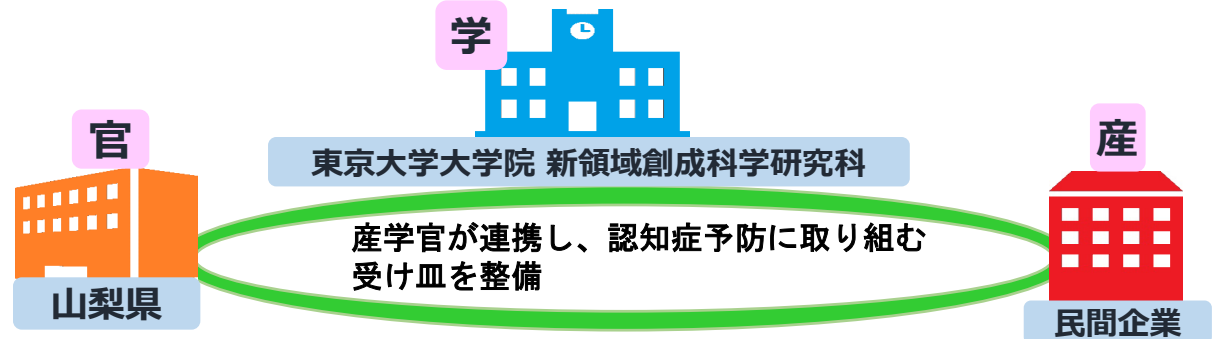 学
官
産
東京大学大学院 新領域創成科学研究科
産学官が連携し、認知症予防に取り組む
受け皿を整備
山梨県
民間企業